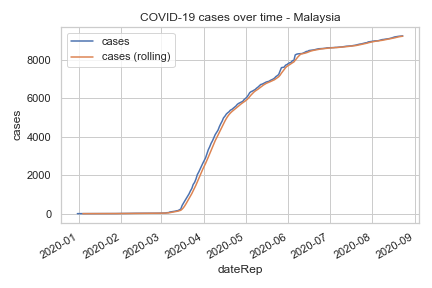 COVID-19 cases over time - Malaysia
cases
cases (rolling)
8000
6000
4000
2000
0
cases
2020-01
2020-02
2020-03
2020-04
2020-05
2020-06
2020-07
2020-08
2020-09
dateRep